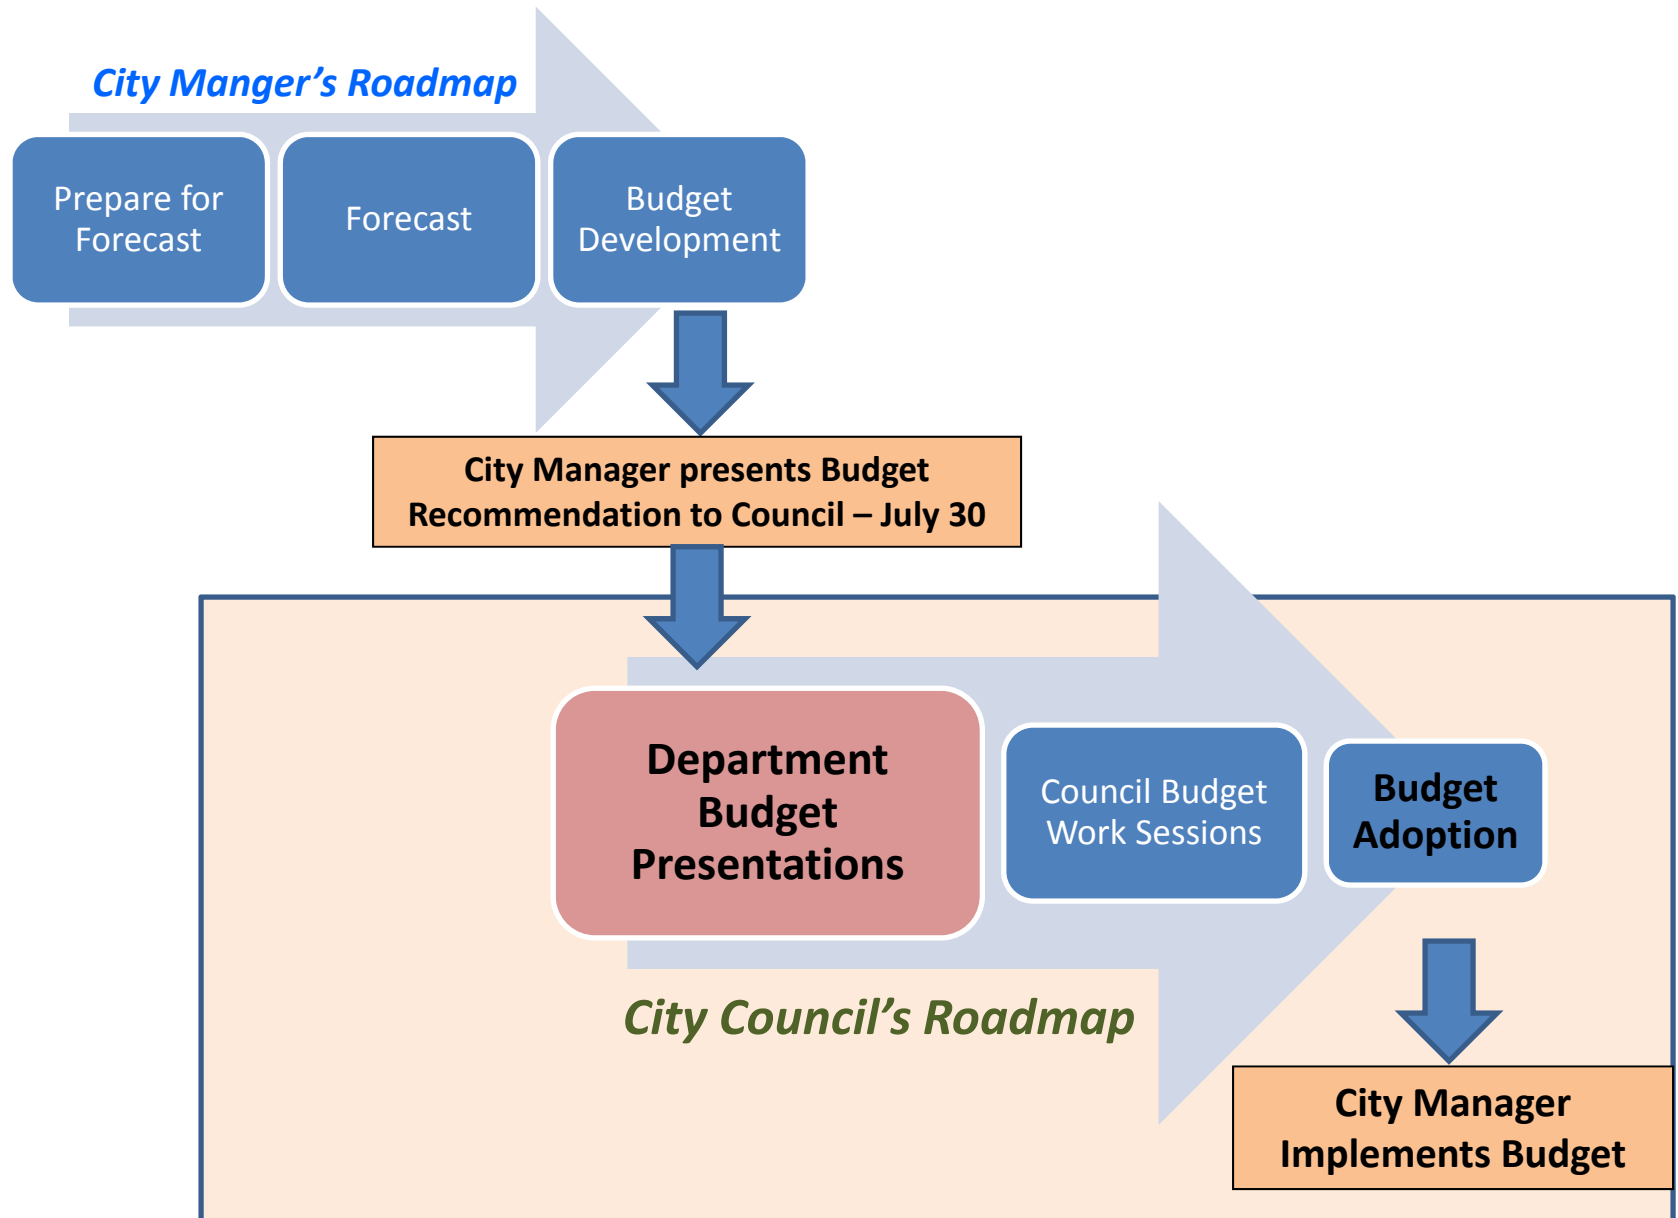 City Manger’s Roadmap
Prepare for
Forecast
Forecast
Budget
Development
City Manager presents Budget
Recommendation to Council – July 30
Department
Budget
Presentations
Council Budget
Work Sessions
Budget
Adoption
City Council’s Roadmap
City Manager
Implements Budget